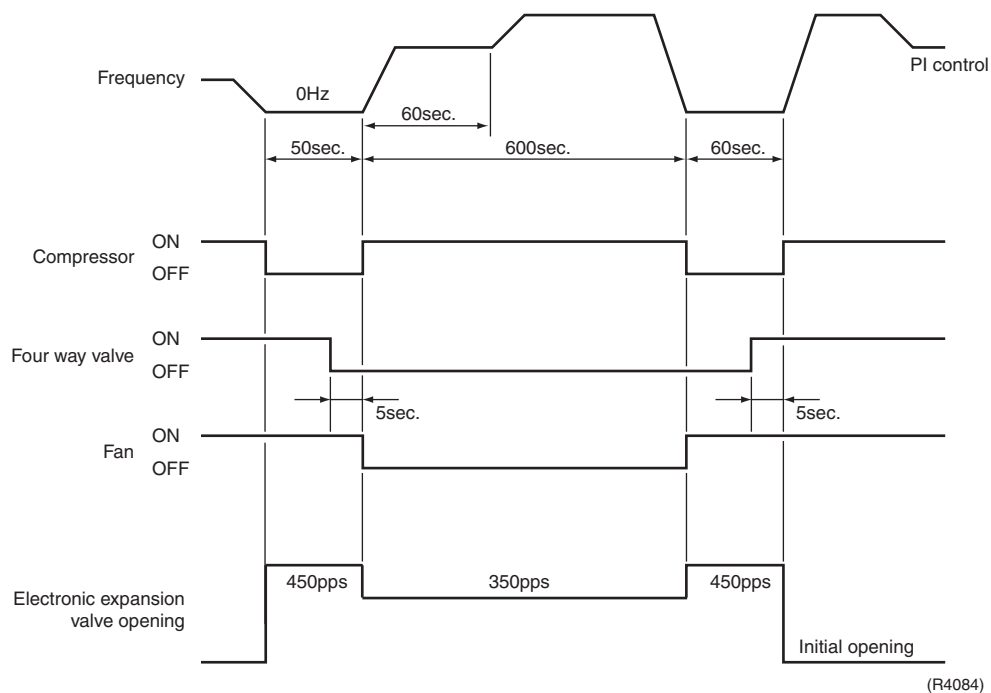 Frequency
0Hz
PI control
60sec.
50sec.
600sec.
60sec.
Compressor
ON
OFF
Four way valve
ON
OFF
5sec.
5sec.
Fan
ON
OFF
Electronic expansion
valve opening
450pps
350pps
450pps
Initial opening
(R4084)